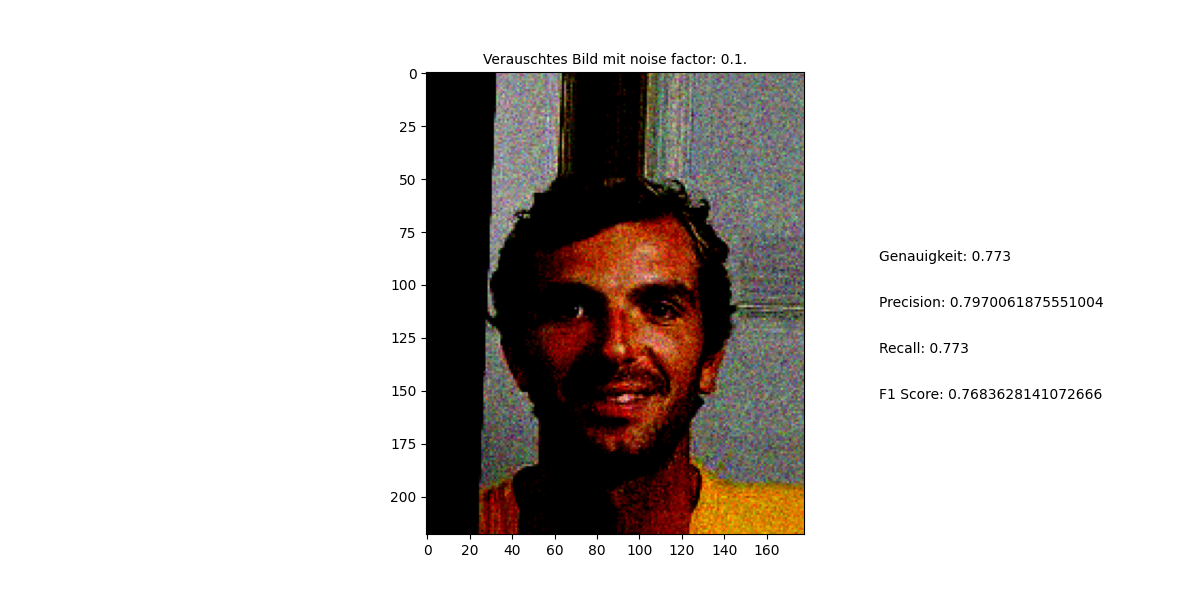 Verauschtes Bild mit noise factor: 0.1.
0
25
50
75
100
125
150
175
200
0 20 40 60 80 100 120 140 160
Genauigkeit: 0.773
Precision: 0.7970061875551004
Recall: 0.773
F1 Score: 0.7683628141072666